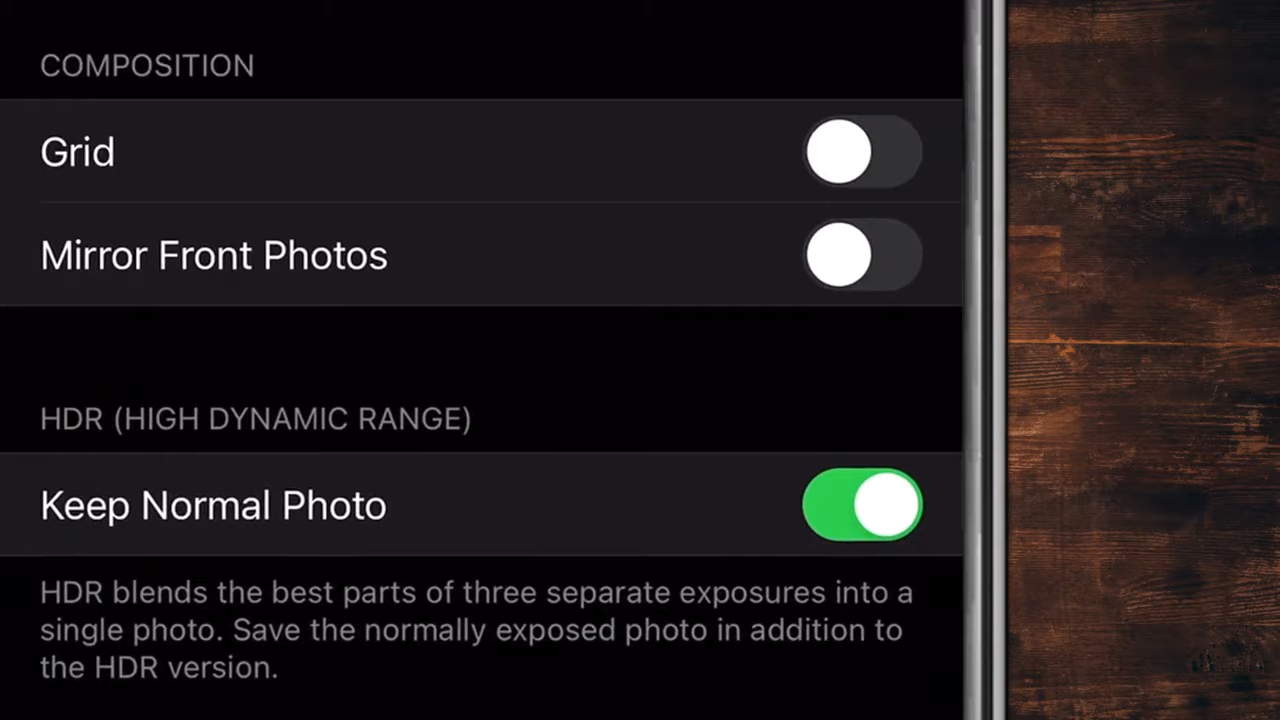 COMPOSITION
Grid
Mirror Front Photos
HDR (HIGH DYNAMIC RANGE)
Keep Normal Photo
HDR blends the best parts of three separate exposures into a
single photo. Save the normally exposed photo in addition to
the HDR version.